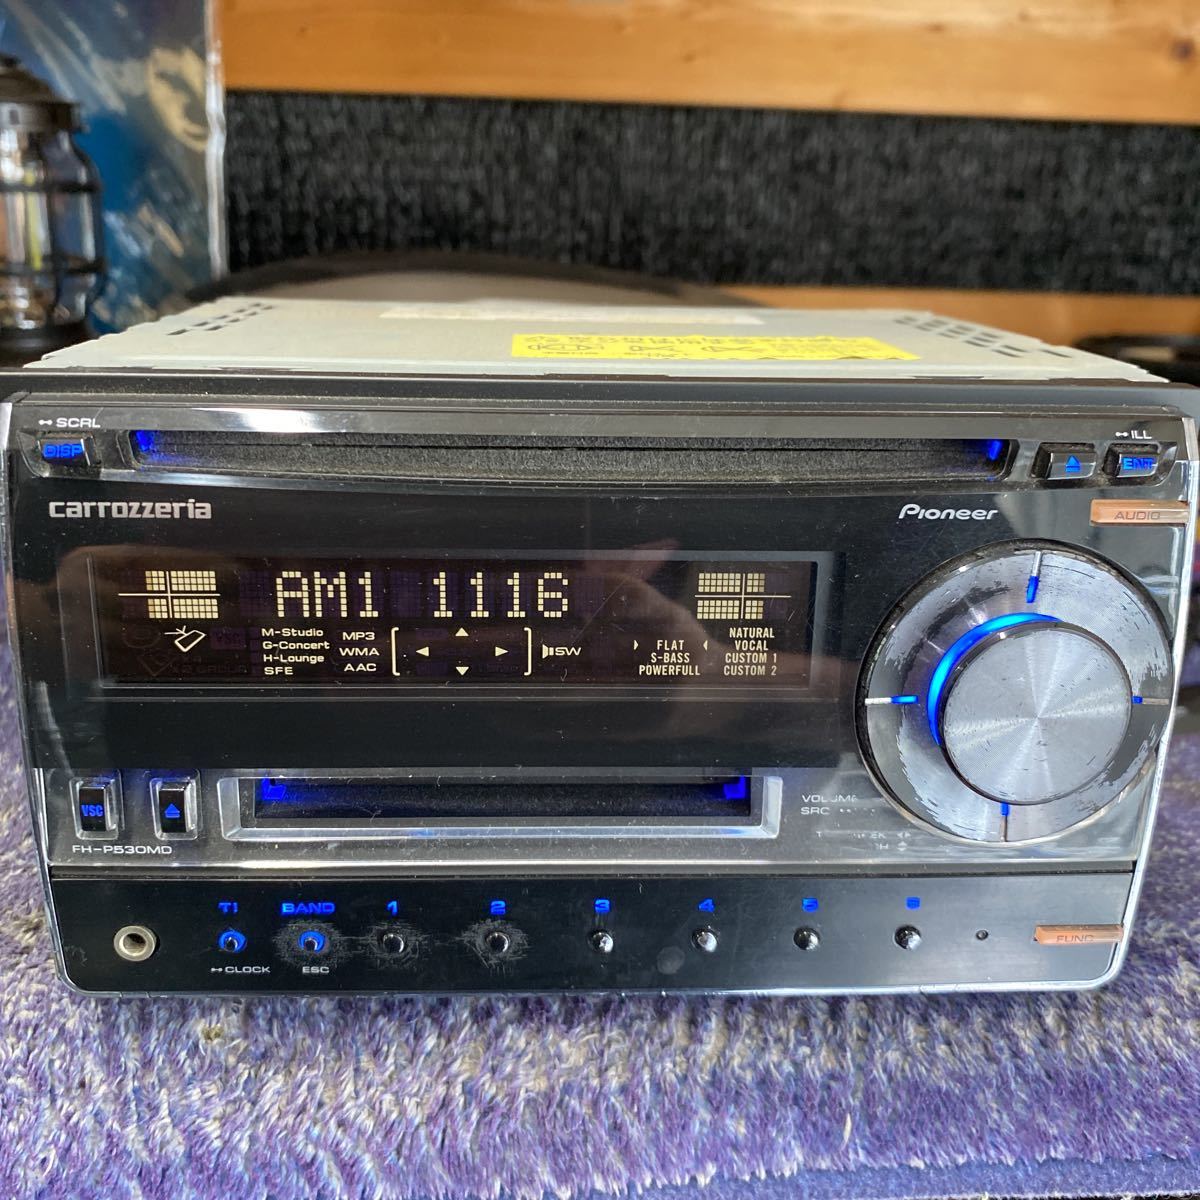 SCRL
DISP
ILL
ENT
carrozzeria
Pioneer
AUDIO
AM1 1116
M-Studio
G-Concert
H-Lounge
SFE
MP3
WMA
AAC
SW
FLAT
S-BASS
POWERFULL
NATURAL
VOCAL
CUSTOM 1
CUSTOM 2
VSC
FH-P530MD
VOLUME
SRC
TI
BAND
1
2
3
4
5
6
CLOCK
ESC
FUNC